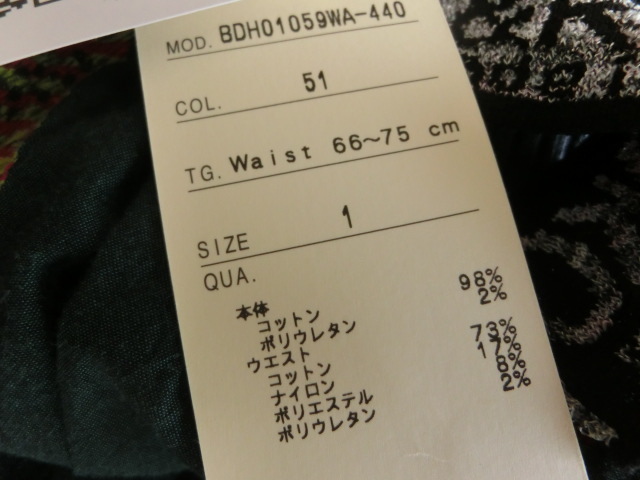 MOD. BDH01059WA-440
COL. 51
TG. Waist 66~75 cm
SIZE 1
QUA.
本体
コットン 98%
ポリウレタン 2%
ウエスト
コットン 73%
ナイロン 17%
ポリエステル 8%
ポリウレタン 2%